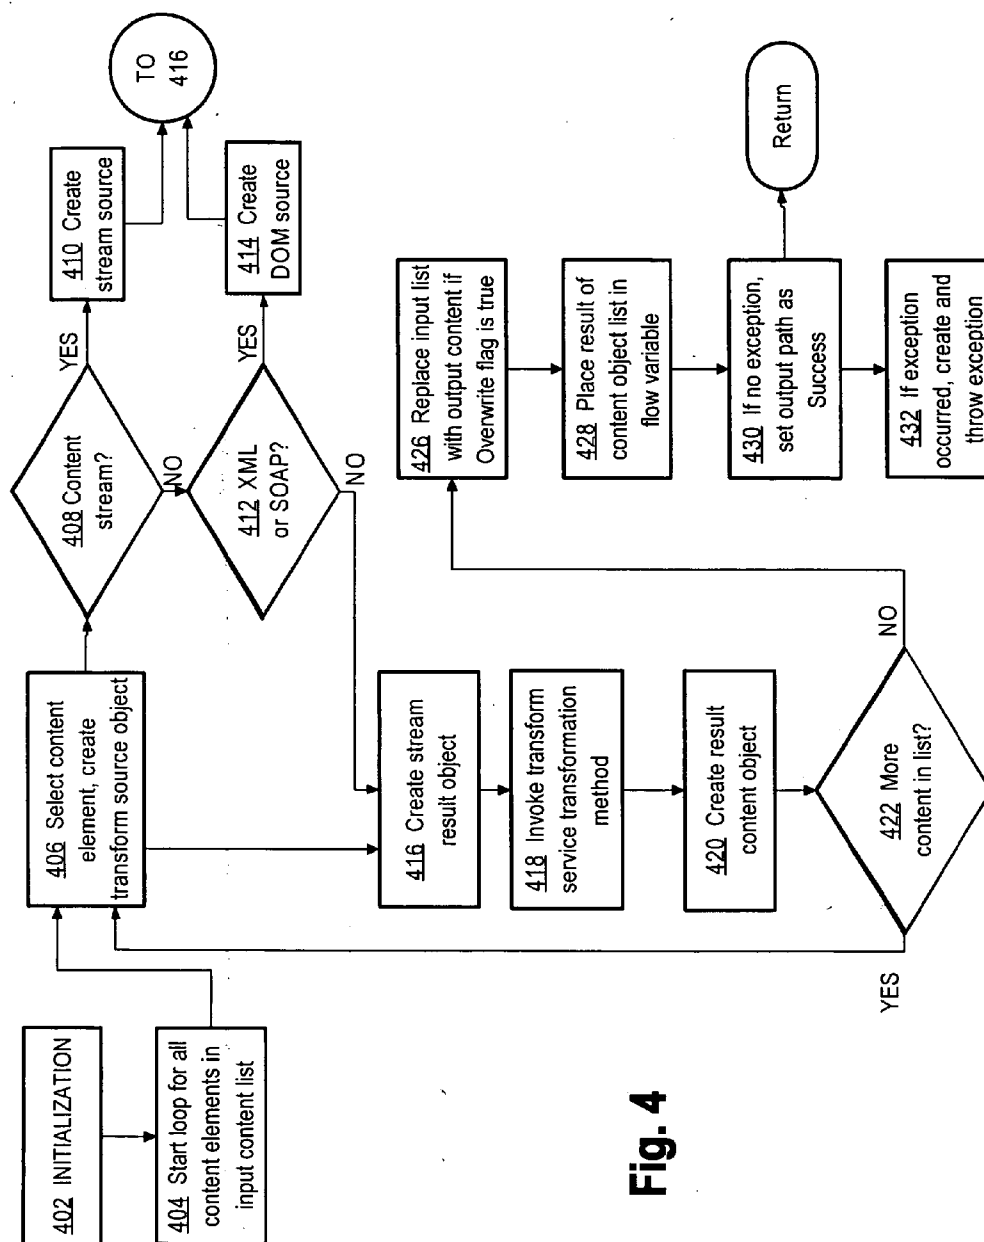 402 INITIALIZATION
404 Start loop for all
content elements in
input content list
406 Select content
element, create
transform source object
408 Content
stream?
YES
NO
410 Create
stream source
TO
416
412 XML
or SOAP?
YES
NO
414 Create
DOM source
416 Create stream
result object
418 Invoke transform
service transformation
method
420 Create result
content object
422 More
content in list?
YES
NO
426 Replace input list
with output content if
Overwrite flag is true
428 Place result of
content object list in
flow variable
430 If no exception,
set output path as
Success
Return
432 If exception
occurred, create and
throw exception
Fig. 4